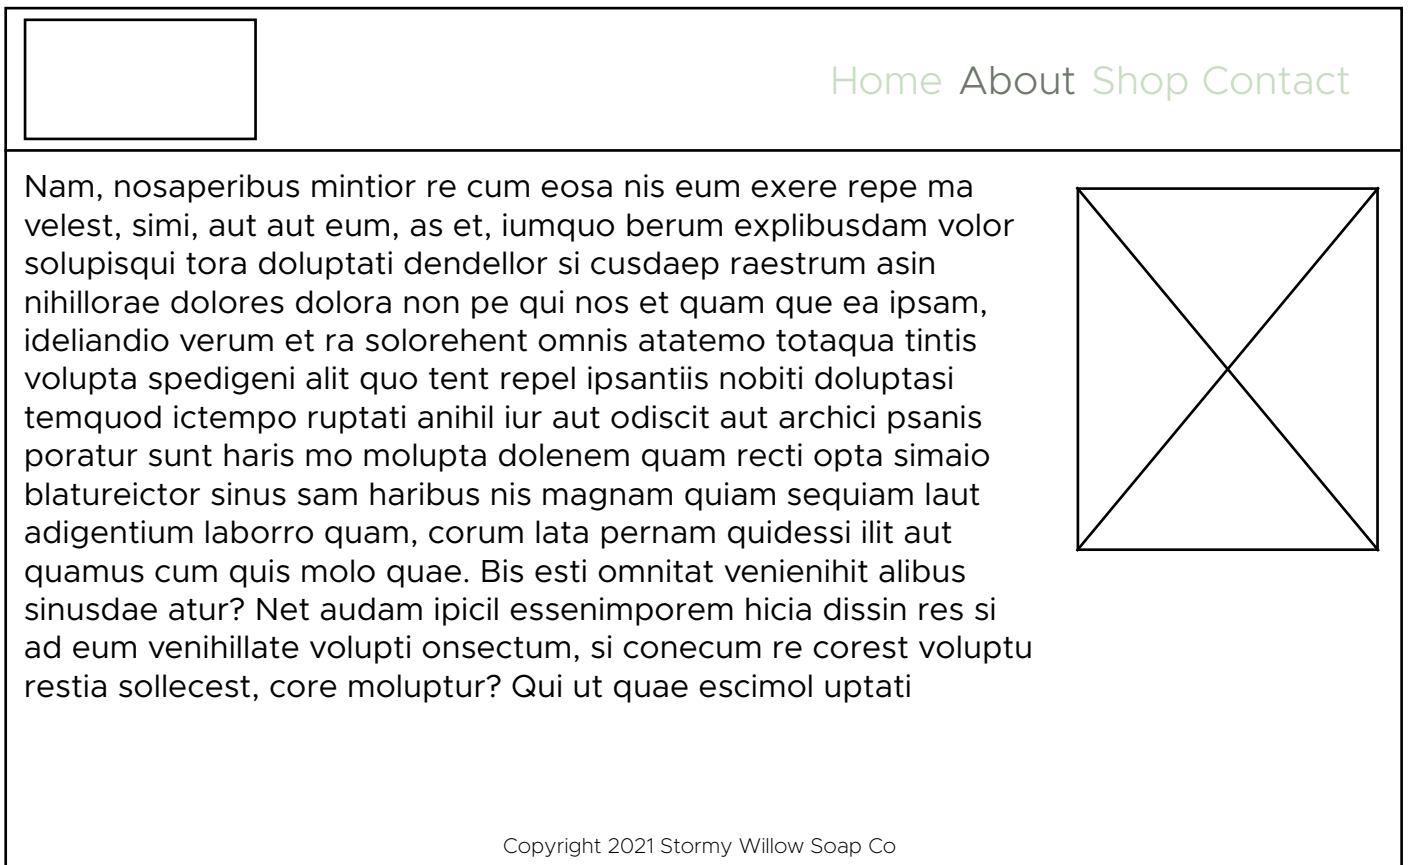 Home About Shop Contact
Nam, nosaperibus mintior re cum eosa nis eum exere repe ma
velest, simi, aut aut eum, as et, iumquo berum explibusdam volor
solupisqui tora doluptati dendellor si cusdaep raestrum asin
nihillorae dolores dolora non pe qui nos et quam que ea ipsam,
ideliandio verum et ra solorehent omnis atatemo totaqua tintis
volupta spedigeni alit quo tent repel ipsantiis nobiti doluptasi
temquod ictempo ruptati anihil iur aut odiscit aut archici psanis
poratur sunt haris mo molupta dolenem quam recti opta simaio
blatureictor sinus sam haribus nis magnam quiam sequiam laut
adigentium laborro quam, corum lata pernam quidessi ilit aut
quamus cum quis molo quae. Bis esti omnitat venienihit alibus
sinusdae atur? Net audam ipicil essenimporem hicia dissin res si
ad eum venihillate volupti onsectum, si conecum re corest voluptu
restia sollecest, core moluptur? Qui ut quae escimol uptati
Copyright 2021 Stormy Willow Soap Co